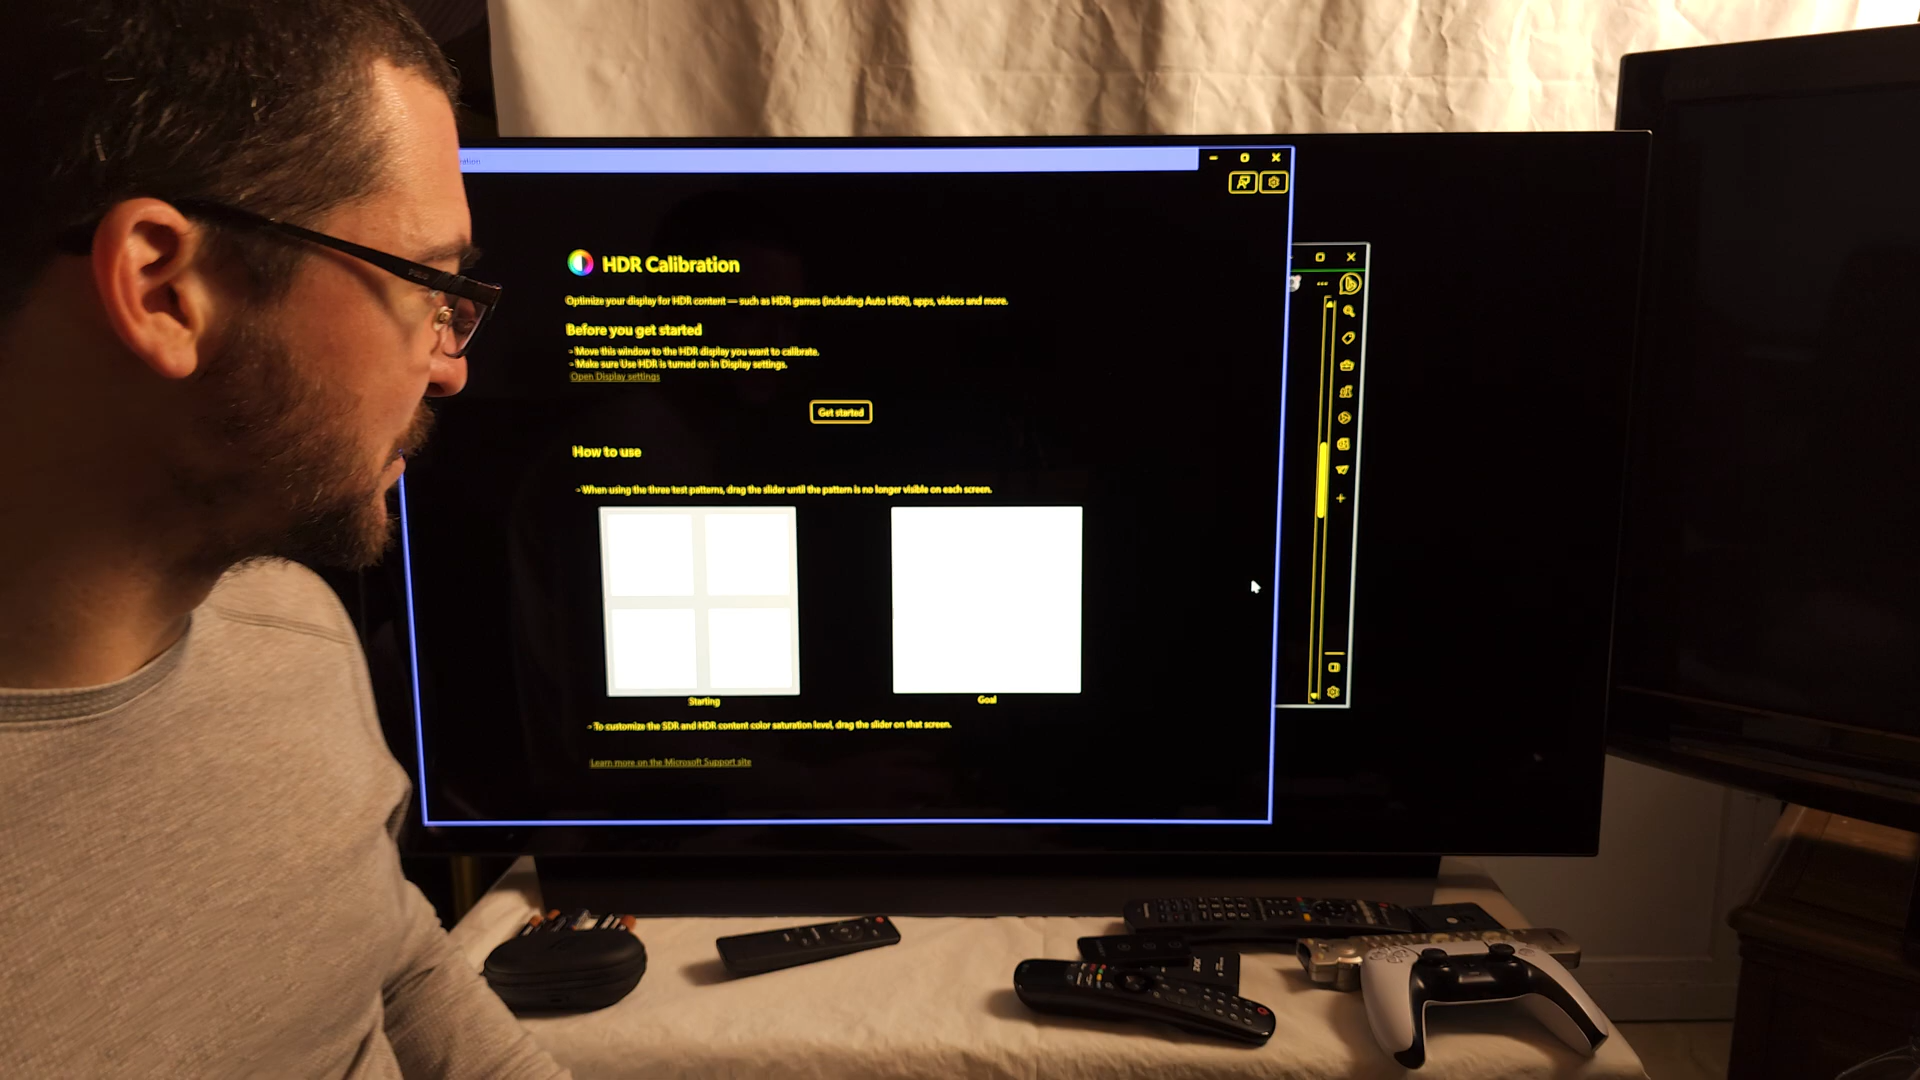 HDR Calibration
Optimize your display for HDR content — such as HDR games (including Auto HDR), apps, videos and more.
Before you get started
- Move this window to the HDR display you want to calibrate.
- Make sure Use HDR is turned on in Display settings.
Open Display settings
Get started
How to use
- When using the three test patterns, drag the slider until the pattern is no longer visible on each screen.
Starting
Goal
- To customize the SDR and HDR content color saturation level, drag the slider on that screen.
Learn more on the Microsoft Support site